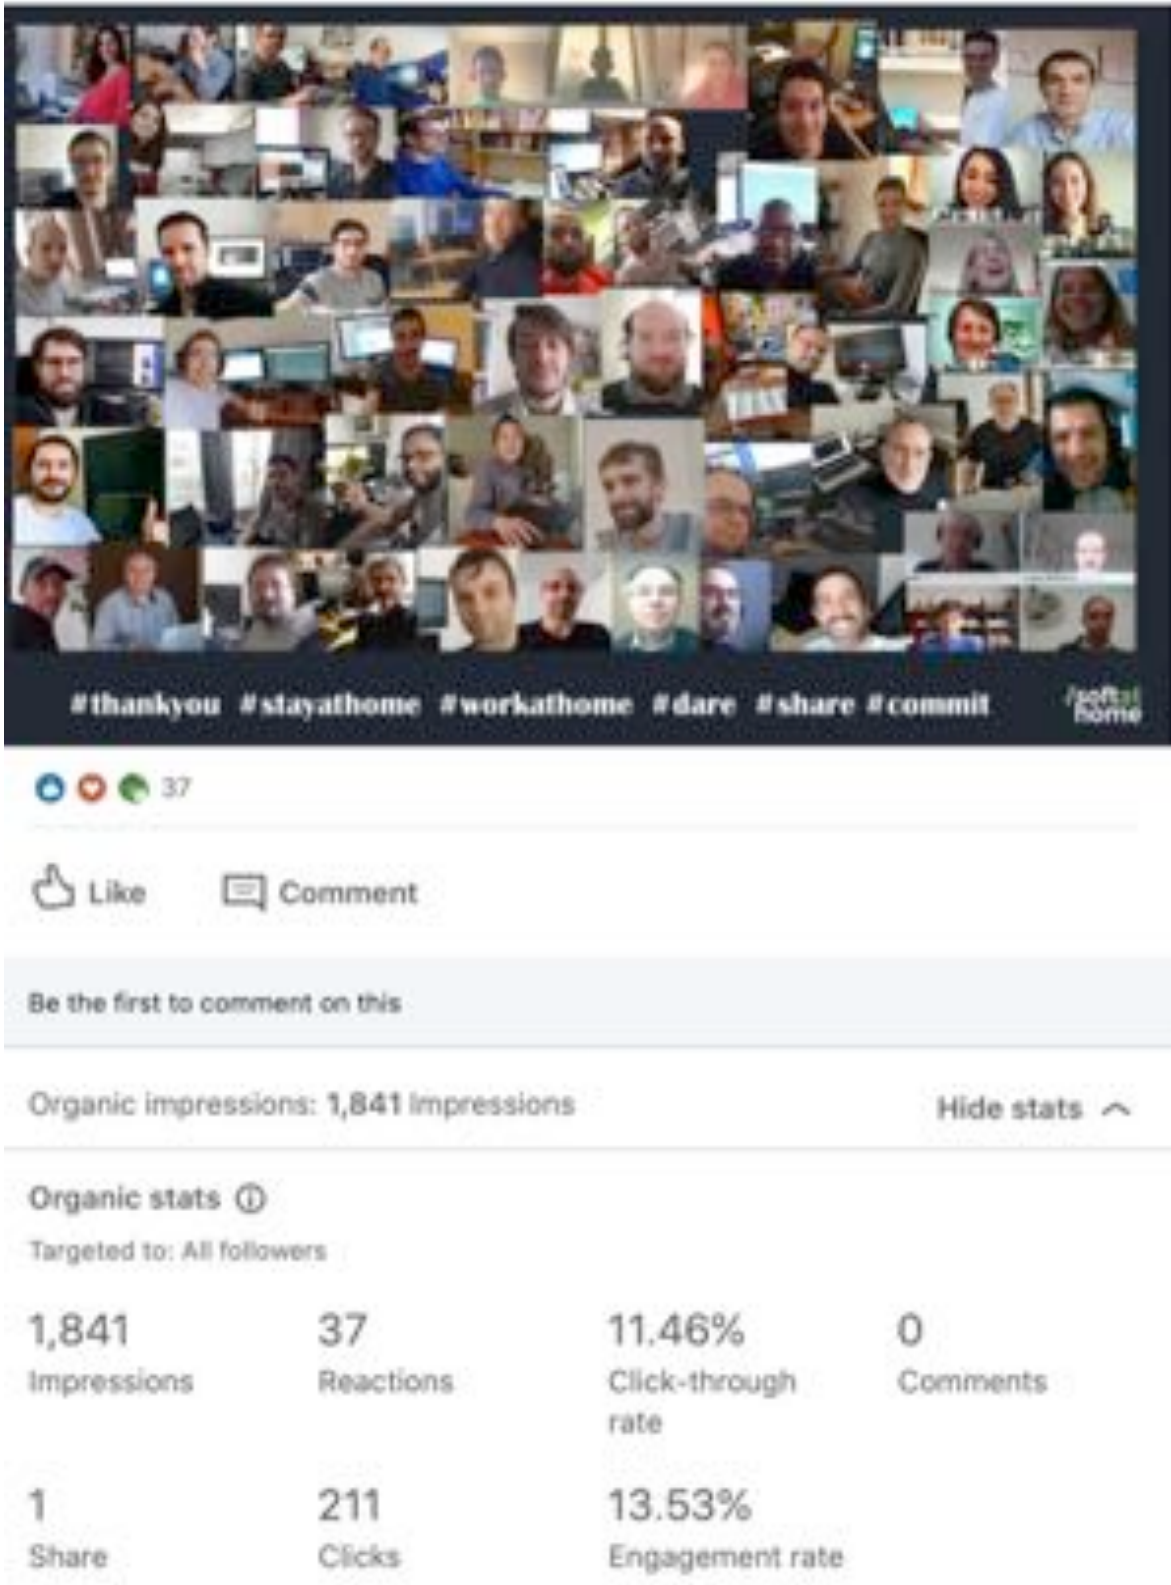 #thankyou #stayathome #workathome #dare #share #commit
/softat
home
37
Like
Comment
Be the first to comment on this
Organic impressions: 1,841 Impressions
Hide stats
Organic stats
Targeted to: All followers
1,841
Impressions
37
Reactions
11.46%
Click-through
rate
0
Comments
1
Share
211
Clicks
13.53%
Engagement rate